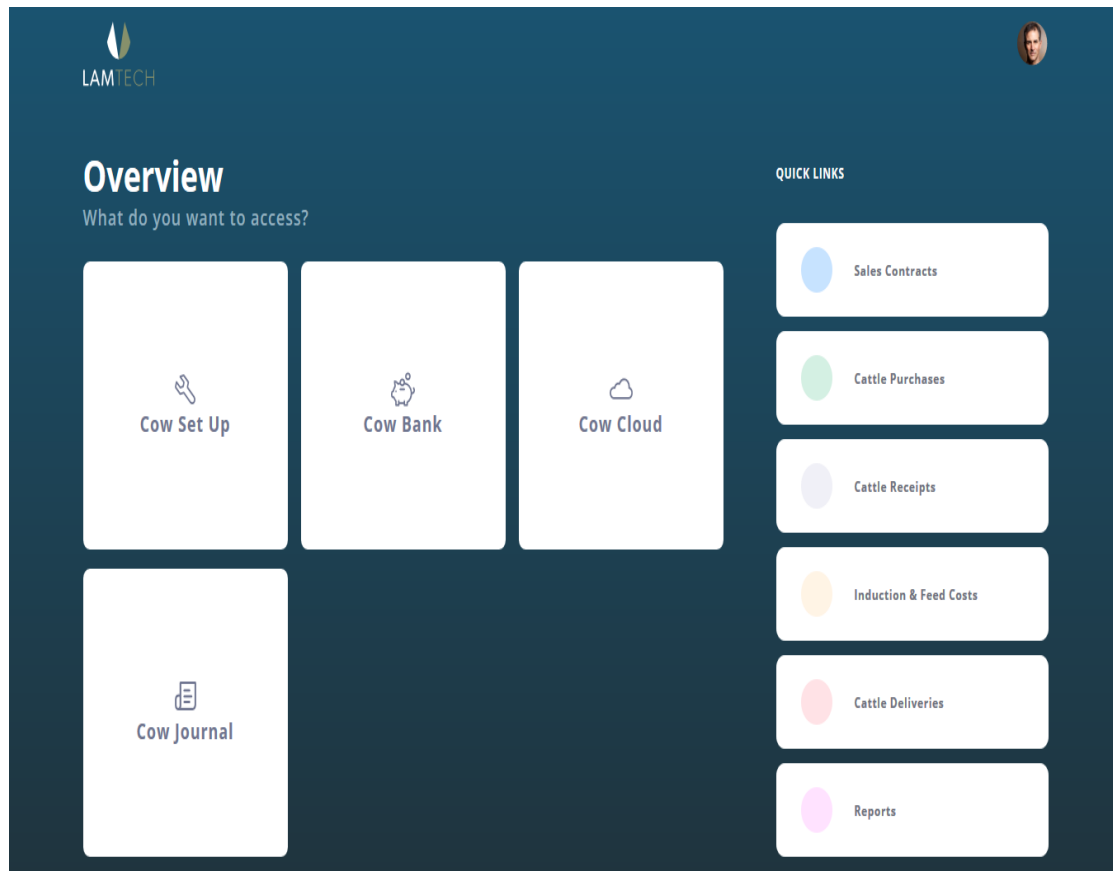 LAMTECH
Overview
What do you want to access?
Cow Set Up
Cow Bank
Cow Cloud
Cow Journal
QUICK LINKS
Sales Contracts
Cattle Purchases
Cattle Receipts
Induction & Feed Costs
Cattle Deliveries
Reports